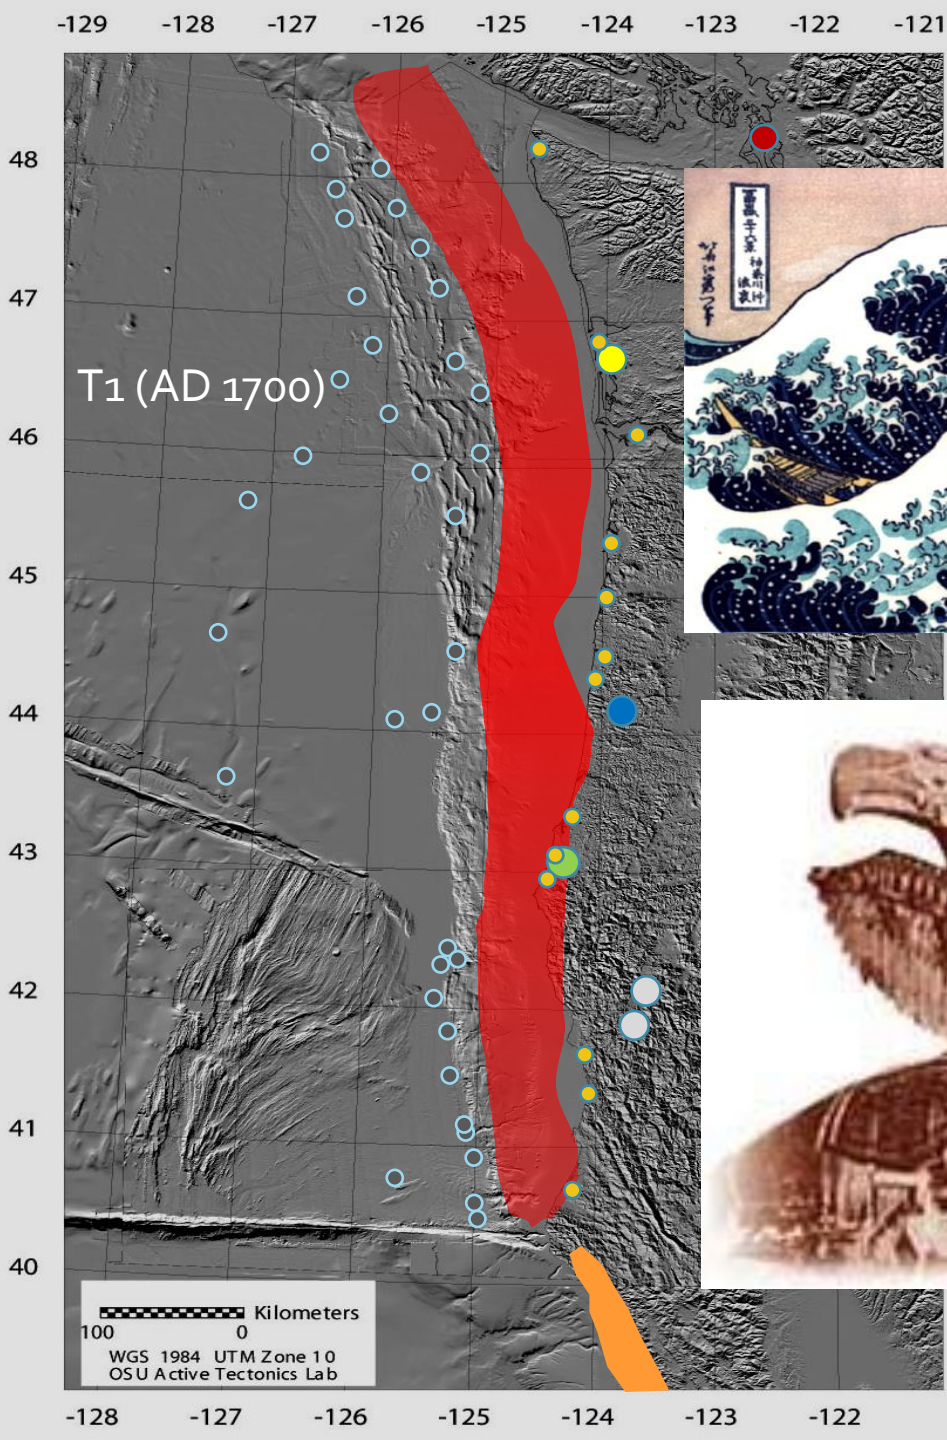 -129 -128 -127 -126 -125 -124 -123 -122 -121
48
47
T1 (AD 1700)
46
45
44
43
42
41
40
Kilometers
100 0
WGS 1984 UTM Zone 10
OSU Active Tectonics Lab
-128 -127 -126 -125 -124 -123 -122